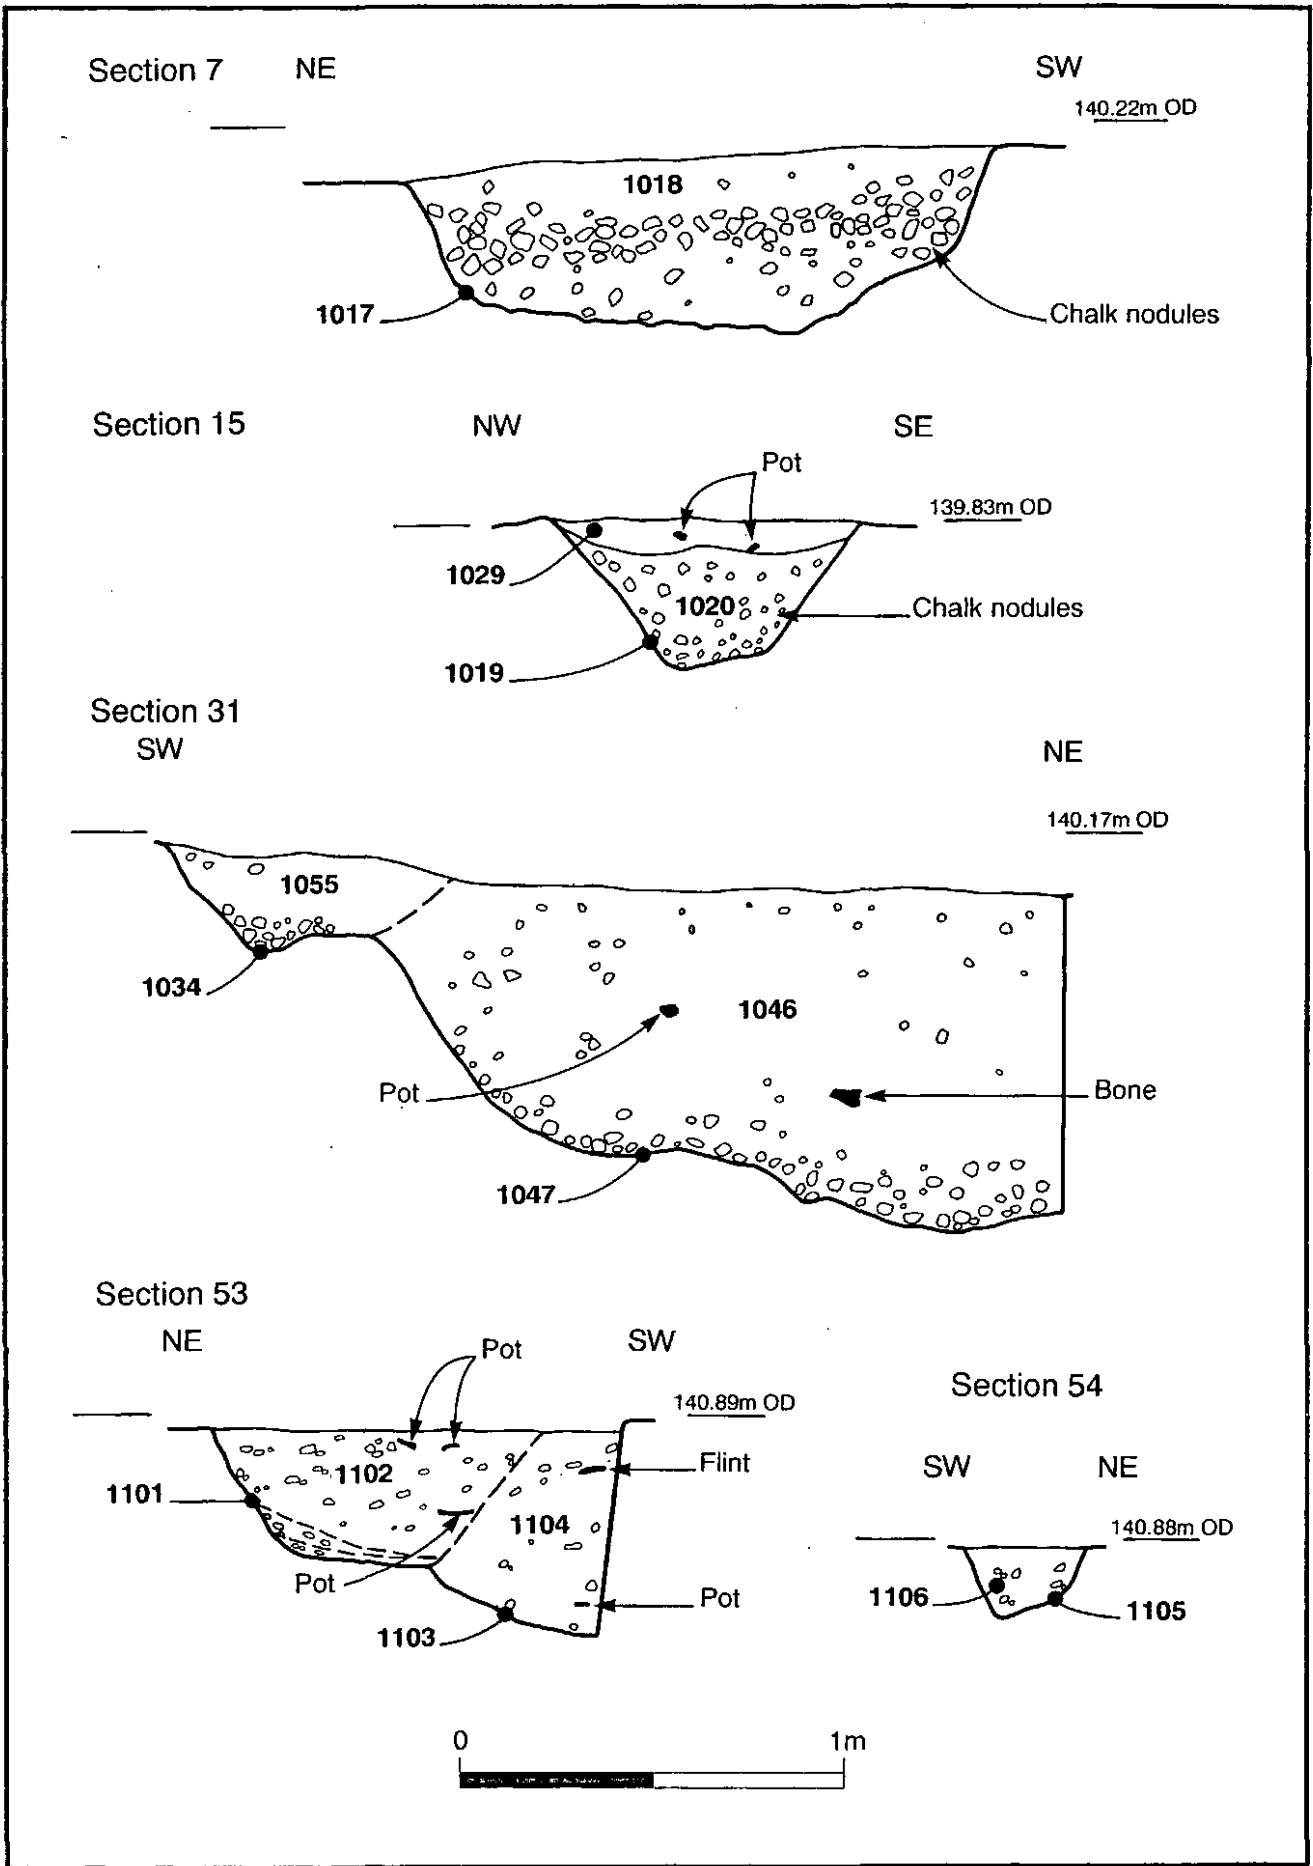 Section 7 NE SW
140.22m OD
1018
1017
Chalk nodules
Section 15 NW SE
Pot
139.83m OD
1029
1020
Chalk nodules
1019
Section 31
SW NE
140.17m OD
1055
1034
1046
Pot
Bone
1047
Section 53
NE SW
Pot
140.89m OD
1102
Flint
1101
1104
Pot
Pot
1103
Section 54
SW NE
140.88m OD
1106
1105
0 1m